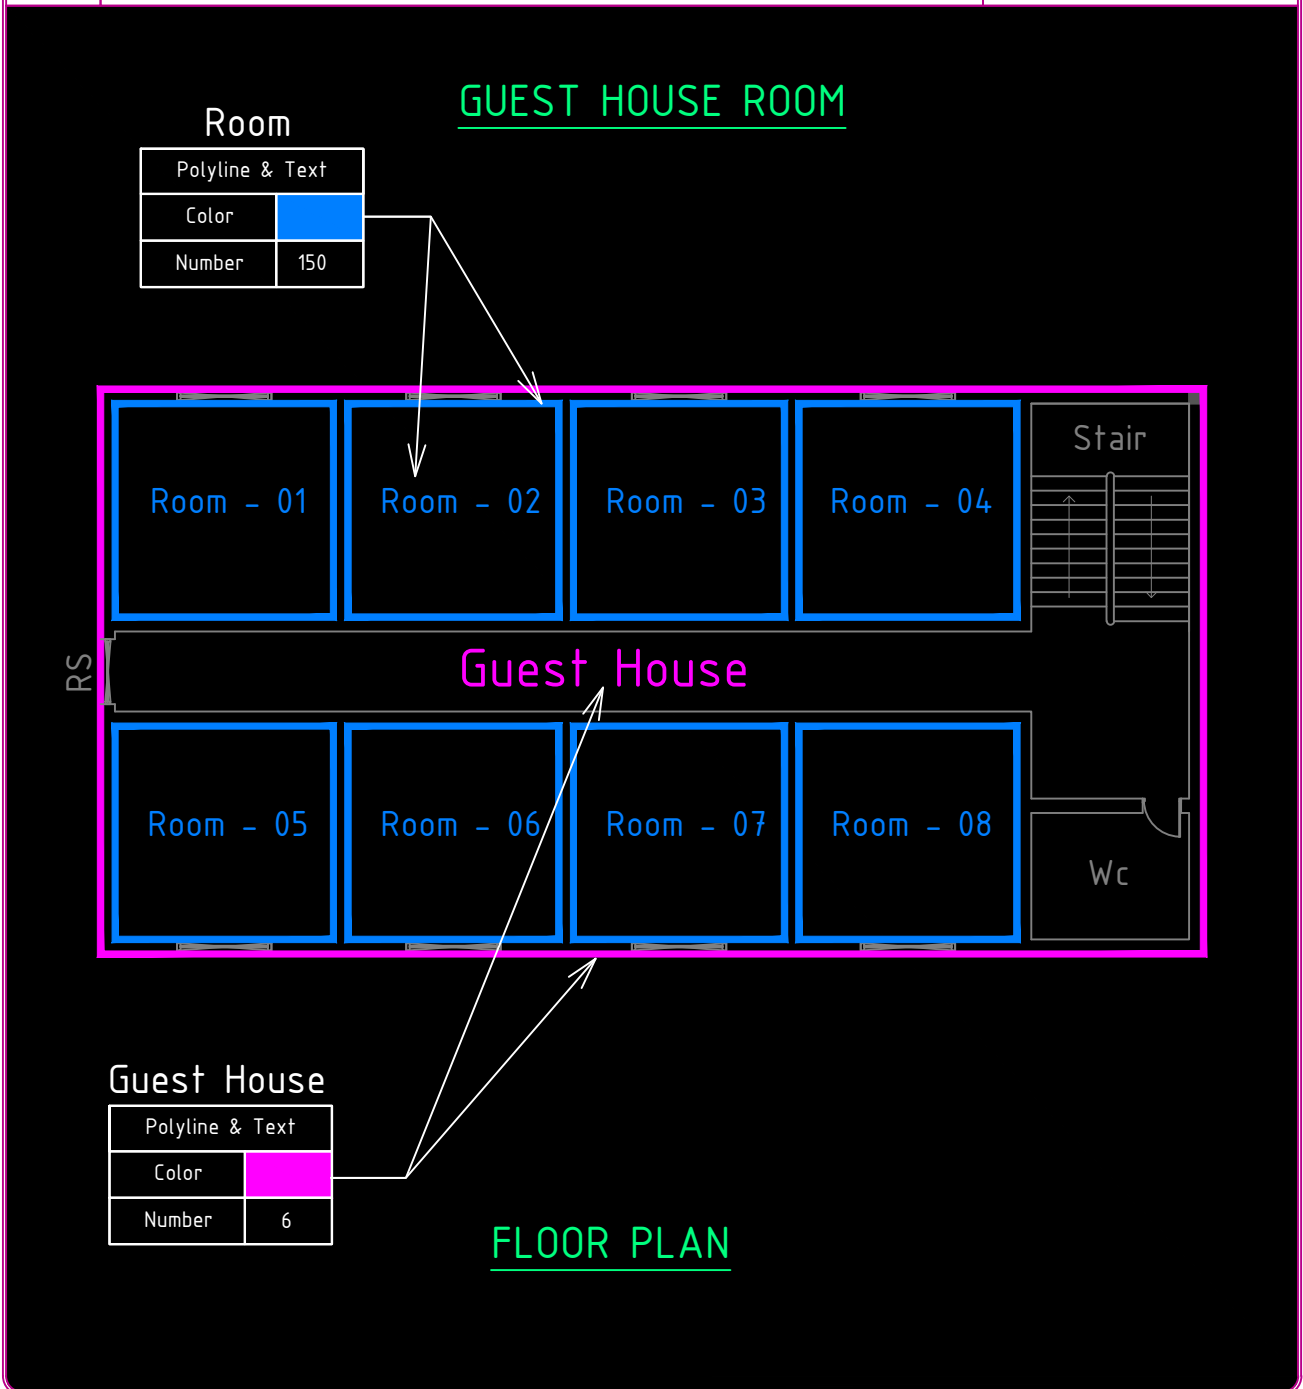 GUEST HOUSE ROOM
Room
Polyline & Text
Color
Number 150
Stair
Room - 01 Room - 02 Room - 03 Room - 04
RS
Guest House
Room - 05 Room - 06 Room - 07 Room - 08
Wc
Guest House
Polyline & Text
Color
Number 6
FLOOR PLAN